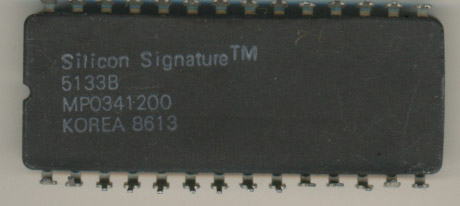 Silicon Signature™
5133B
MP0341200
KOREA 8613